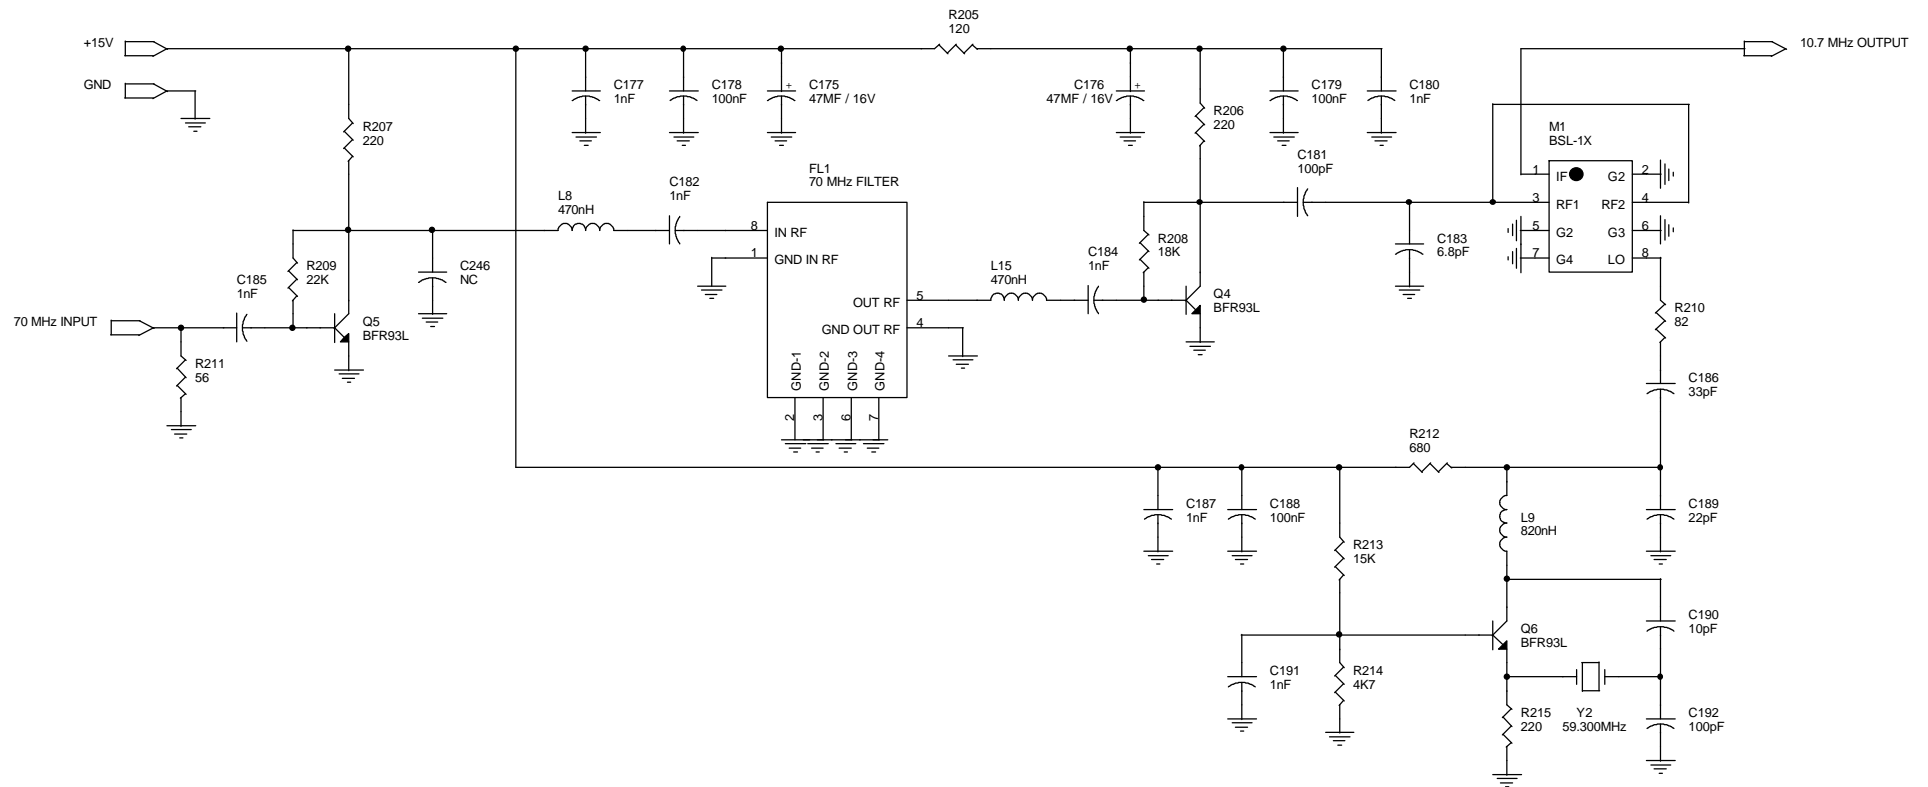 R205
120
+15V
10.7 MHz OUTPUT
GND
C177
1nF
C178
100nF
+
C175
47MF / 16V
C176
47MF / 16V
+
C179
100nF
C180
1nF
R207
220
R206
220
M1
BSL-1X
C181
100pF
FL1
70 MHz FILTER
1
IF
G2
2
3
RF1
RF2
4
5
G2
G3
6
7
G4
LO
8
L8
470nH
C182
1nF
8
IN RF
1
GND IN RF
OUT RF
5
GND OUT RF
4
GND-1
GND-2
GND-3
GND-4
2
3
6
7
R209
22K
C185
1nF
C246
NC
R208
18K
C184
1nF
L15
470nH
C183
6.8pF
Q4
BFR93L
R210
82
70 MHz INPUT
Q5
BFR93L
R211
56
C186
33pF
R212
680
C187
1nF
C188
100nF
L9
820nH
C189
22pF
R213
15K
Q6
BFR93L
C190
10pF
C191
1nF
R214
4K7
R215
220
Y2
59.300MHz
C192
100pF